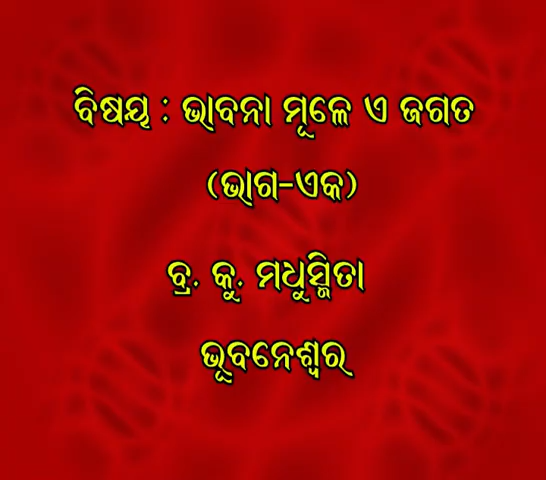 ବିଷୟ : ଭାବନା ମୂଳେ ଏ ଜଗତ
(ଭାଗ-ଏକ)
ବ୍ର. କୁ. ମଧୁସ୍ମିତା
ଭୂବନେଶ୍ୱର